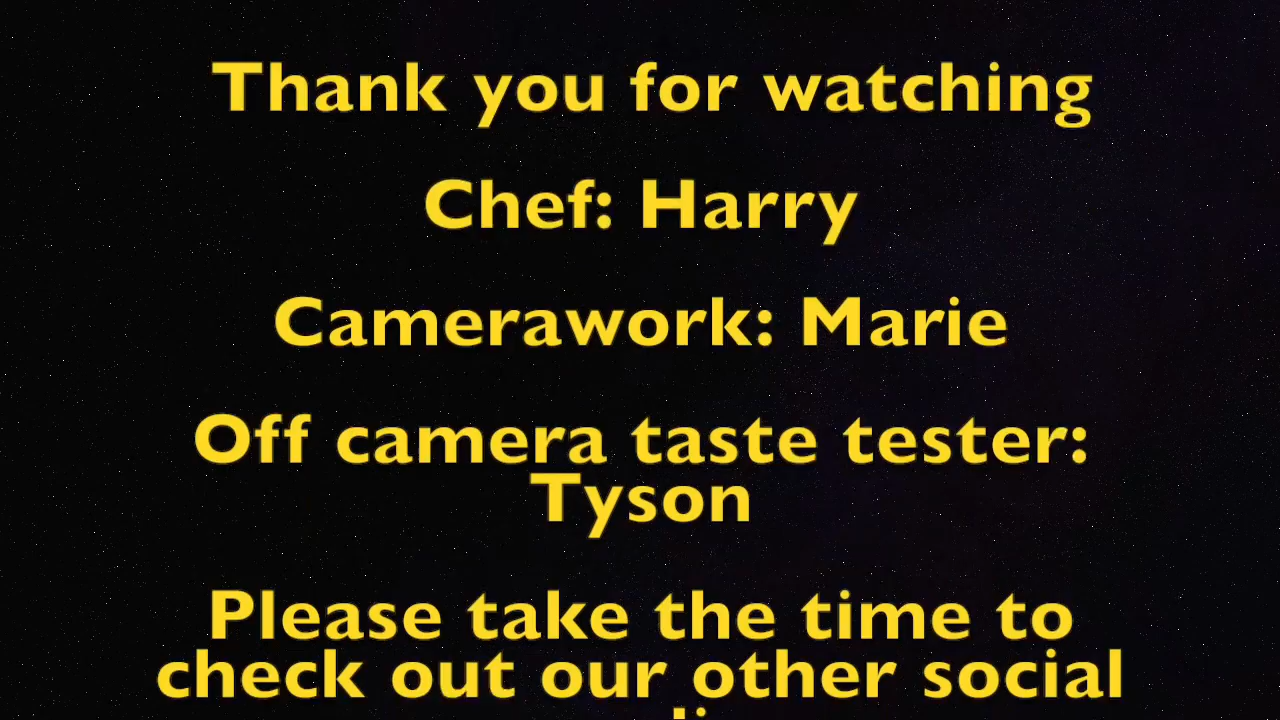 Thank you for watching
Chef: Harry
Camerawork: Marie
Off camera taste tester:
Tyson
Please take the time to
check out our other social